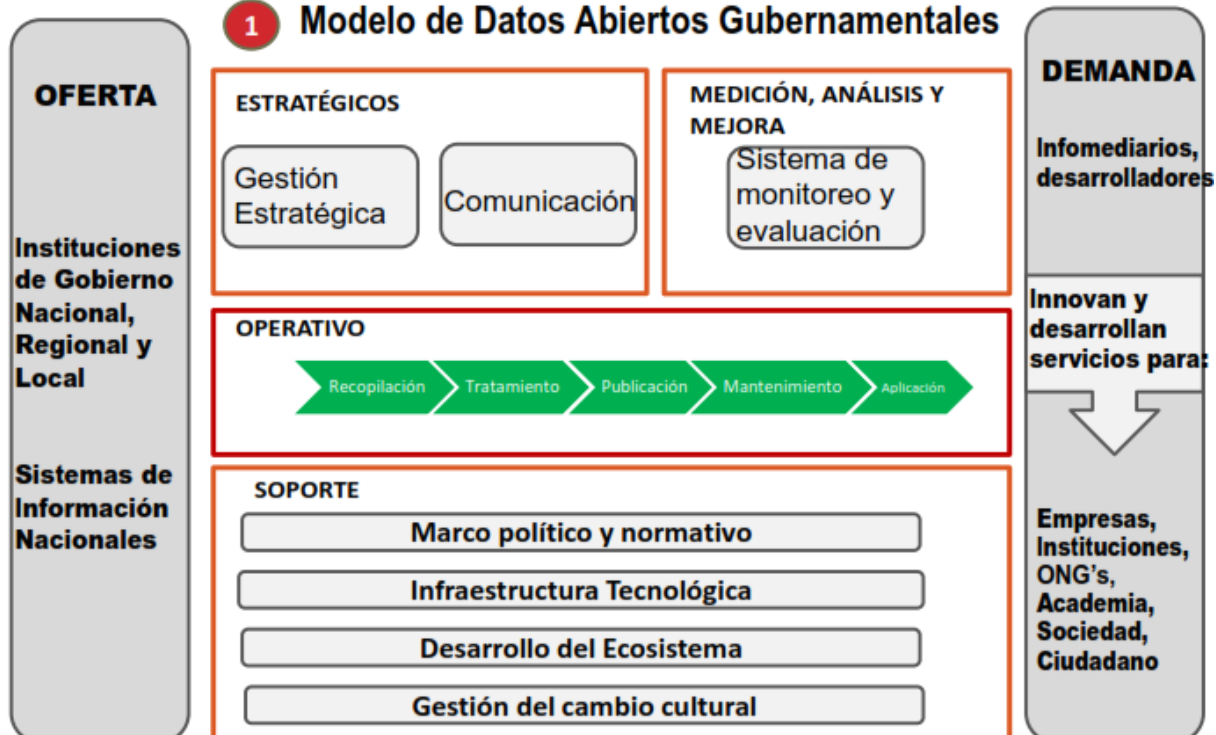 1 Modelo de Datos Abiertos Gubernamentales
OFERTA
Instituciones
de Gobierno
Nacional,
Regional y
Local
Sistemas de
Información
Nacionales
ESTRATÉGICOS
Gestión
Estratégica
Comunicación
MEDICIÓN, ANÁLISIS Y
MEJORA
Sistema de
monitoreo y
evaluación
OPERATIVO
Recopilación
Tratamiento
Publicación
Mantenimiento
Aplicación
SOPORTE
Marco político y normativo
Infraestructura Tecnológica
Desarrollo del Ecosistema
Gestión del cambio cultural
DEMANDA
Infomediarios,
desarrolladores
Innovan y
desarrollan
servicios para:
Empresas,
Instituciones,
ONG's,
Academia,
Sociedad,
Ciudadano